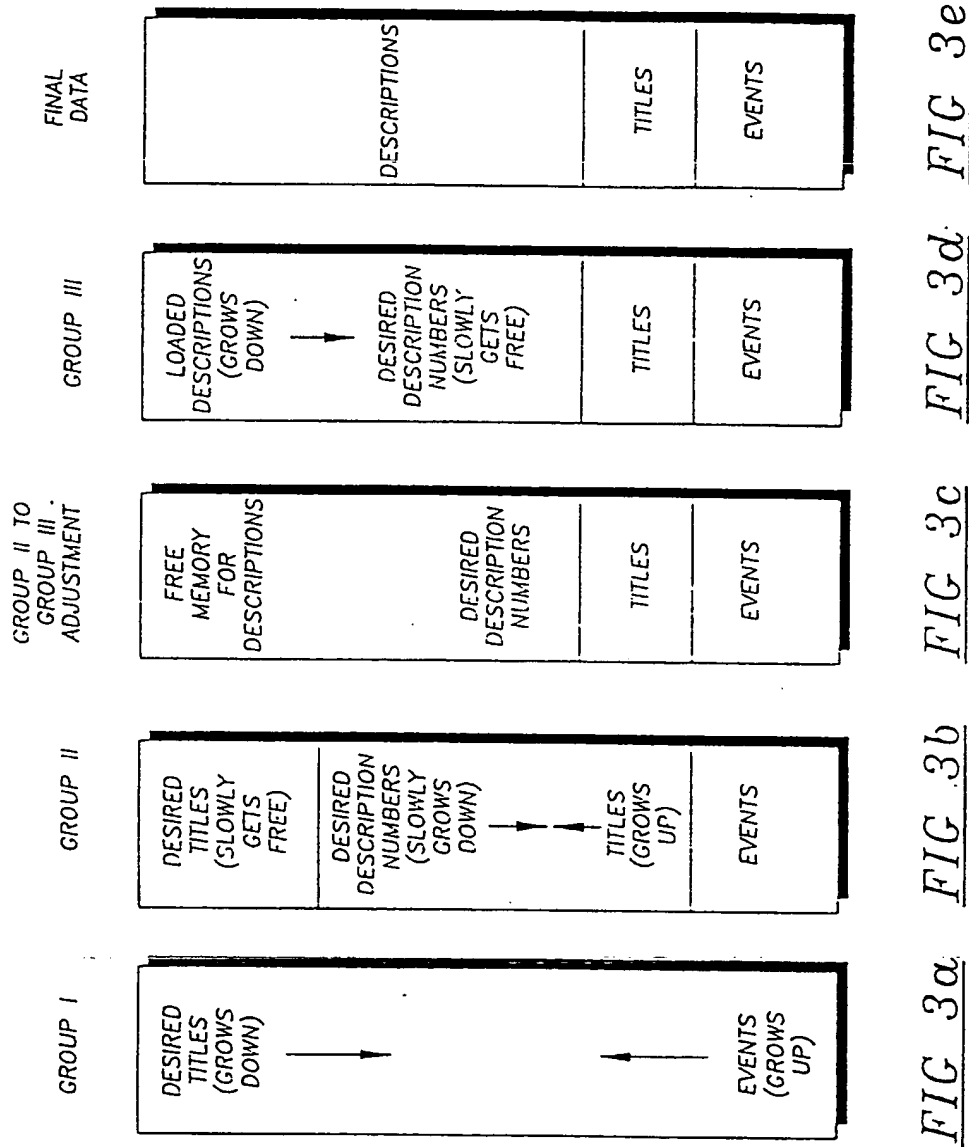 GROUP I
DESIRED
TITLES
(GROWS
DOWN)
EVENTS
(GROWS
UP)
FIG 3a
GROUP II
DESIRED
TITLES
(SLOWLY
GETS
FREE)
DESIRED
DESCRIPTION
NUMBERS
(SLOWLY
GROWS
DOWN)
TITLES
(GROWS
UP)
EVENTS
FIG 3b
GROUP II TO
GROUP III .
ADJUSTMENT
FREE
MEMORY
FOR
DESCRIPTIONS
DESIRED
DESCRIPTION
NUMBERS
TITLES
EVENTS
FIG 3c
GROUP III
LOADED
DESCRIPTIONS
(GROWS
DOWN)
DESIRED
DESCRIPTION
NUMBERS
(SLOWLY
GETS
FREE)
TITLES
EVENTS
FIG 3d
FINAL
DATA
DESCRIPTIONS
TITLES
EVENTS
FIG 3e